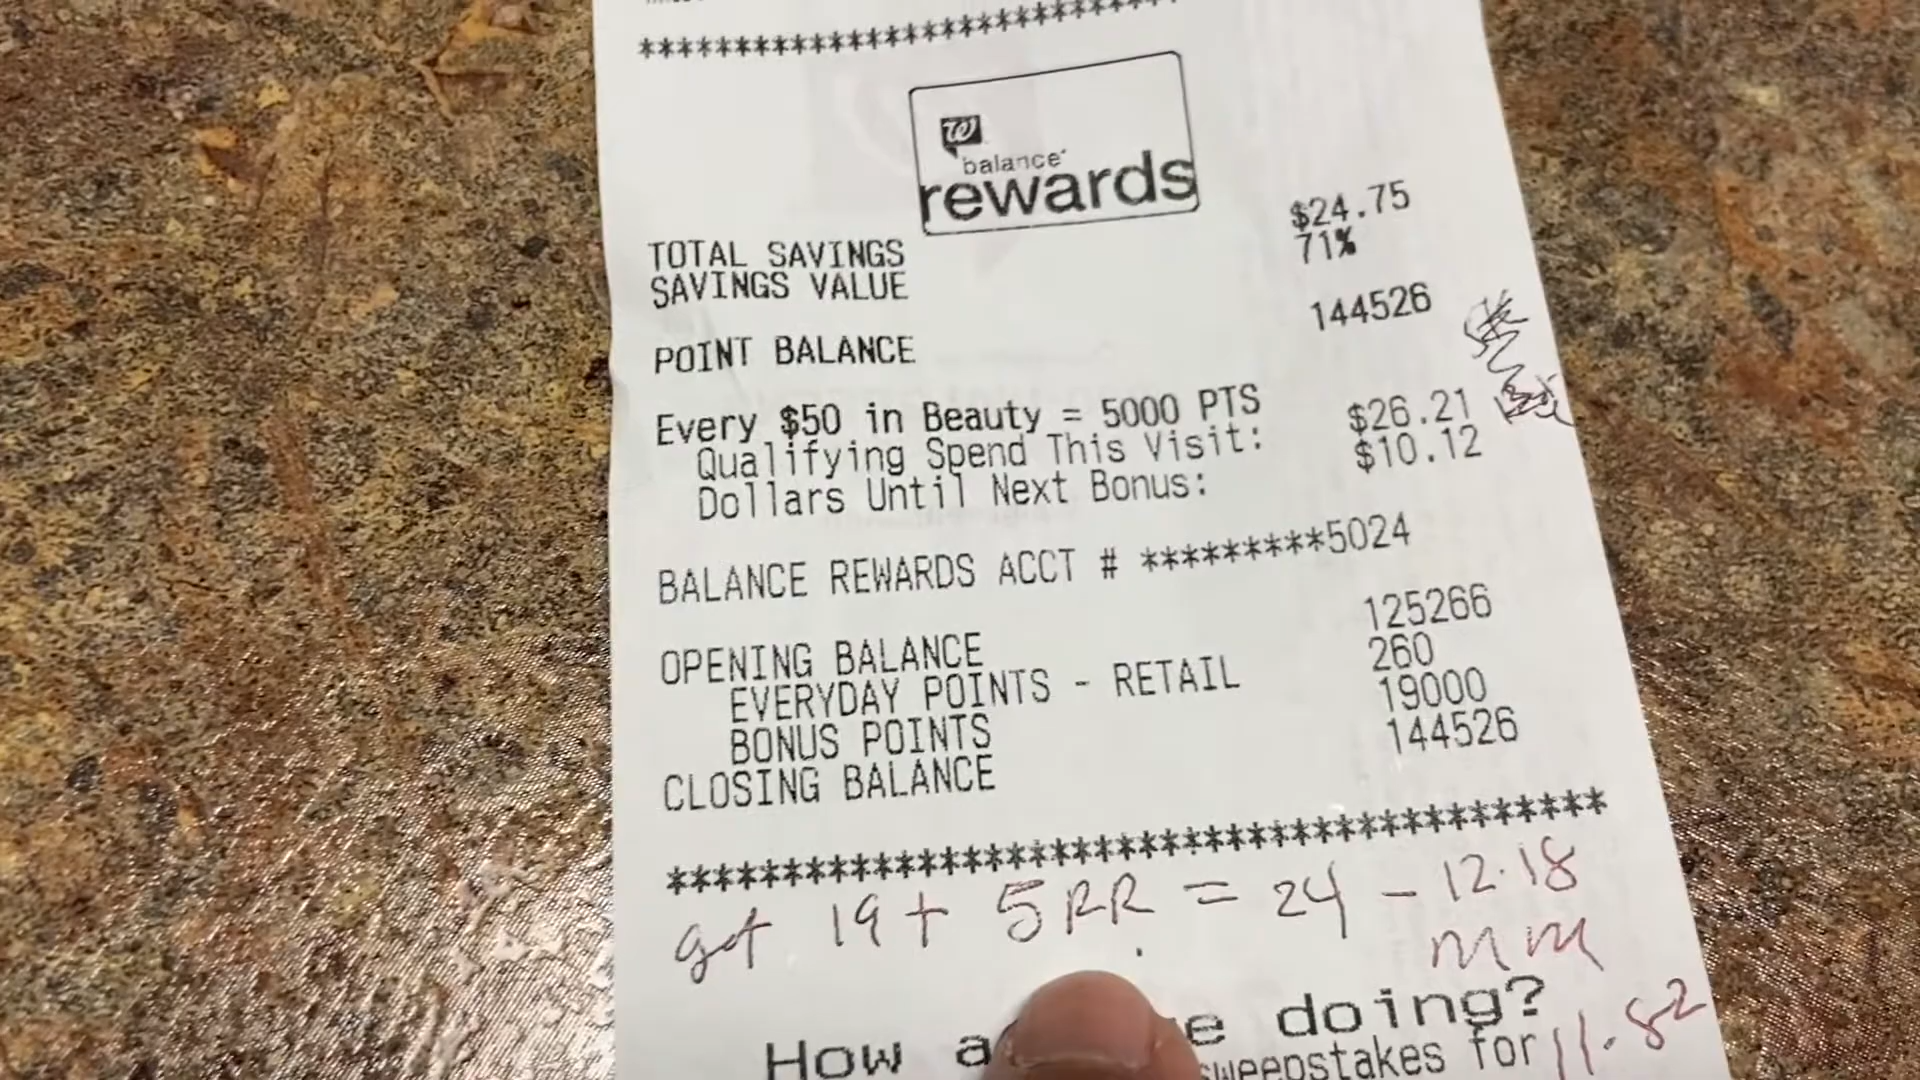 ****************************************
W
balance
rewards
TOTAL SAVINGS $24.75
SAVINGS VALUE 71%
POINT BALANCE 144526
Every $50 in Beauty = 5000 PTS
Qualifying Spend This Visit: $26.21
Dollars Until Next Bonus: $10.12
BALANCE REWARDS ACCT # *********5024
OPENING BALANCE 125266
EVERYDAY POINTS - RETAIL 260
BONUS POINTS 19000
CLOSING BALANCE 144526
****************************************
got 19 + 5 RR = 24 - 12.18
MM
How doing?
sweepstakes for
11.82